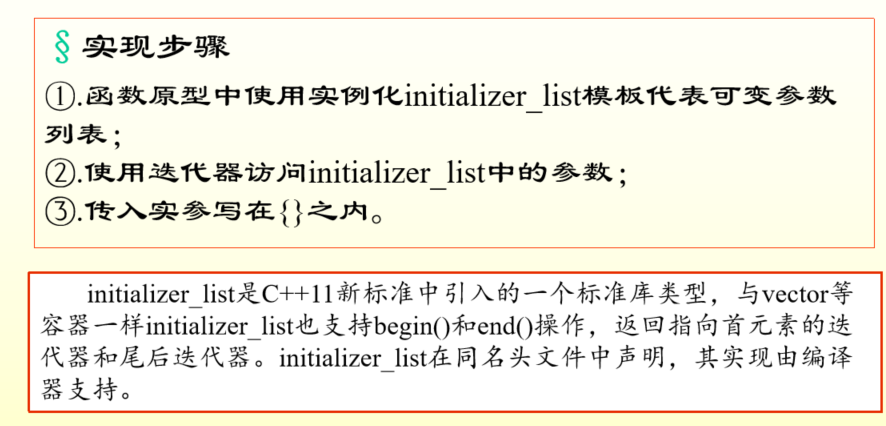 § 实现步骤
①.函数原型中使用实例化initializer_list模板代表可变参数
列表；
②.使用迭代器访问initializer_list中的参数；
③.传入实参写在{}之内。
initializer_list是C++11新标准中引入的一个标准库类型，与vector等
容器一样initializer_list也支持begin()和end()操作，返回指向首元素的迭
代器和尾后迭代器。initializer_list在同名头文件中声明，其实现由编译
器支持。